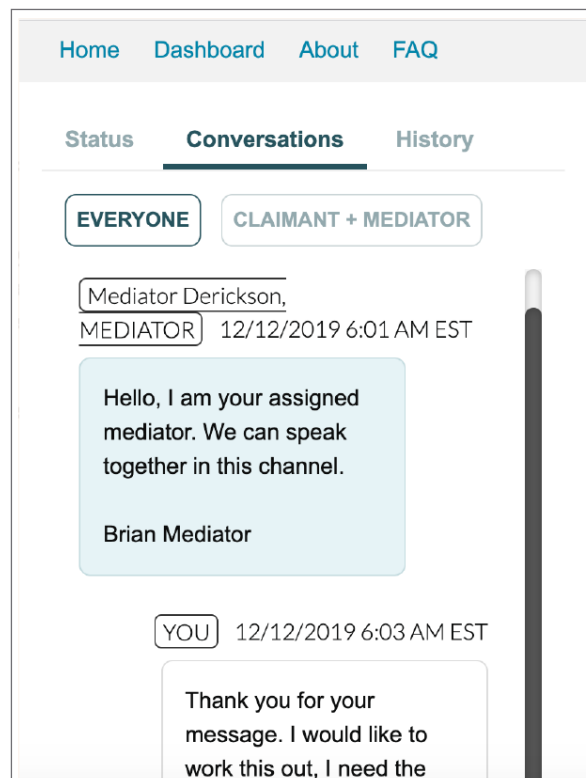 Home Dashboard About FAQ
Status Conversations History
EVERYONE CLAIMANT + MEDIATOR
Mediator Derickson,
MEDIATOR 12/12/2019 6:01 AM EST
Hello, I am your assigned
mediator. We can speak
together in this channel.
Brian Mediator
YOU 12/12/2019 6:03 AM EST
Thank you for your
message. I would like to
work this out, I need the